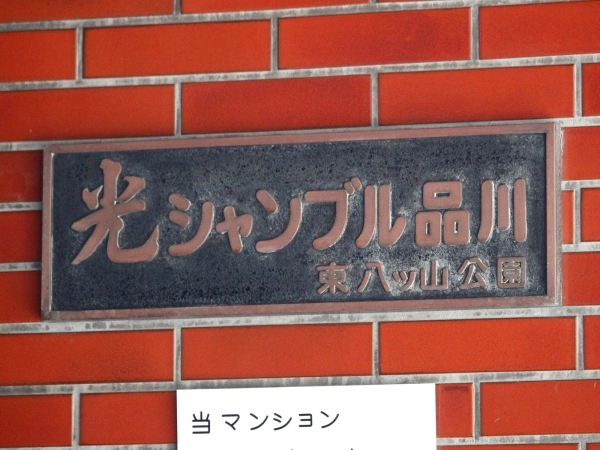 光シャンブル品川
東八ッ山公園
当マンション